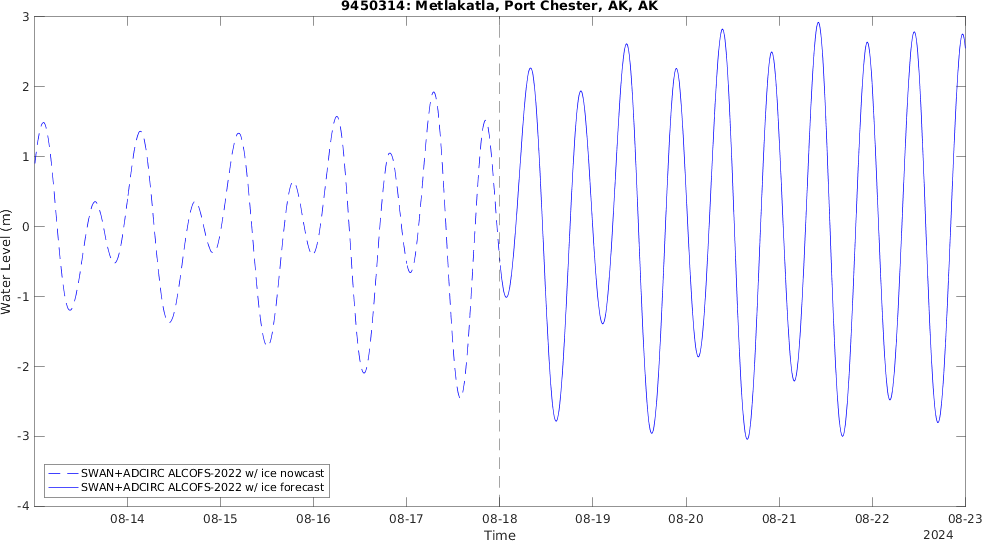 9450314: Metlakatla, Port Chester, AK, AK
3
2
1
0
-1
-2
-3
-4
Water Level (m)
SWAN+ADCIRC ALCOFS-2022 w/ ice nowcast
SWAN+ADCIRC ALCOFS-2022 w/ ice forecast
08-14 08-15 08-16 08-17 08-18 08-19 08-20 08-21 08-22 08-23
Time
2024